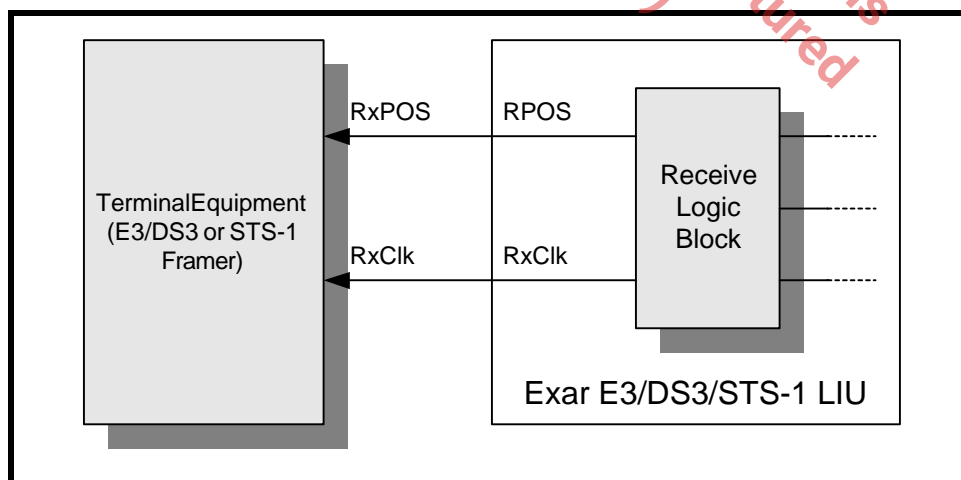 RxPOS
RPOS
TerminalEquipment
(E3/DS3 or STS-1
Framer)
Receive
Logic
Block
RxClk
RxClk
Exar E3/DS3/STS-1 LIU